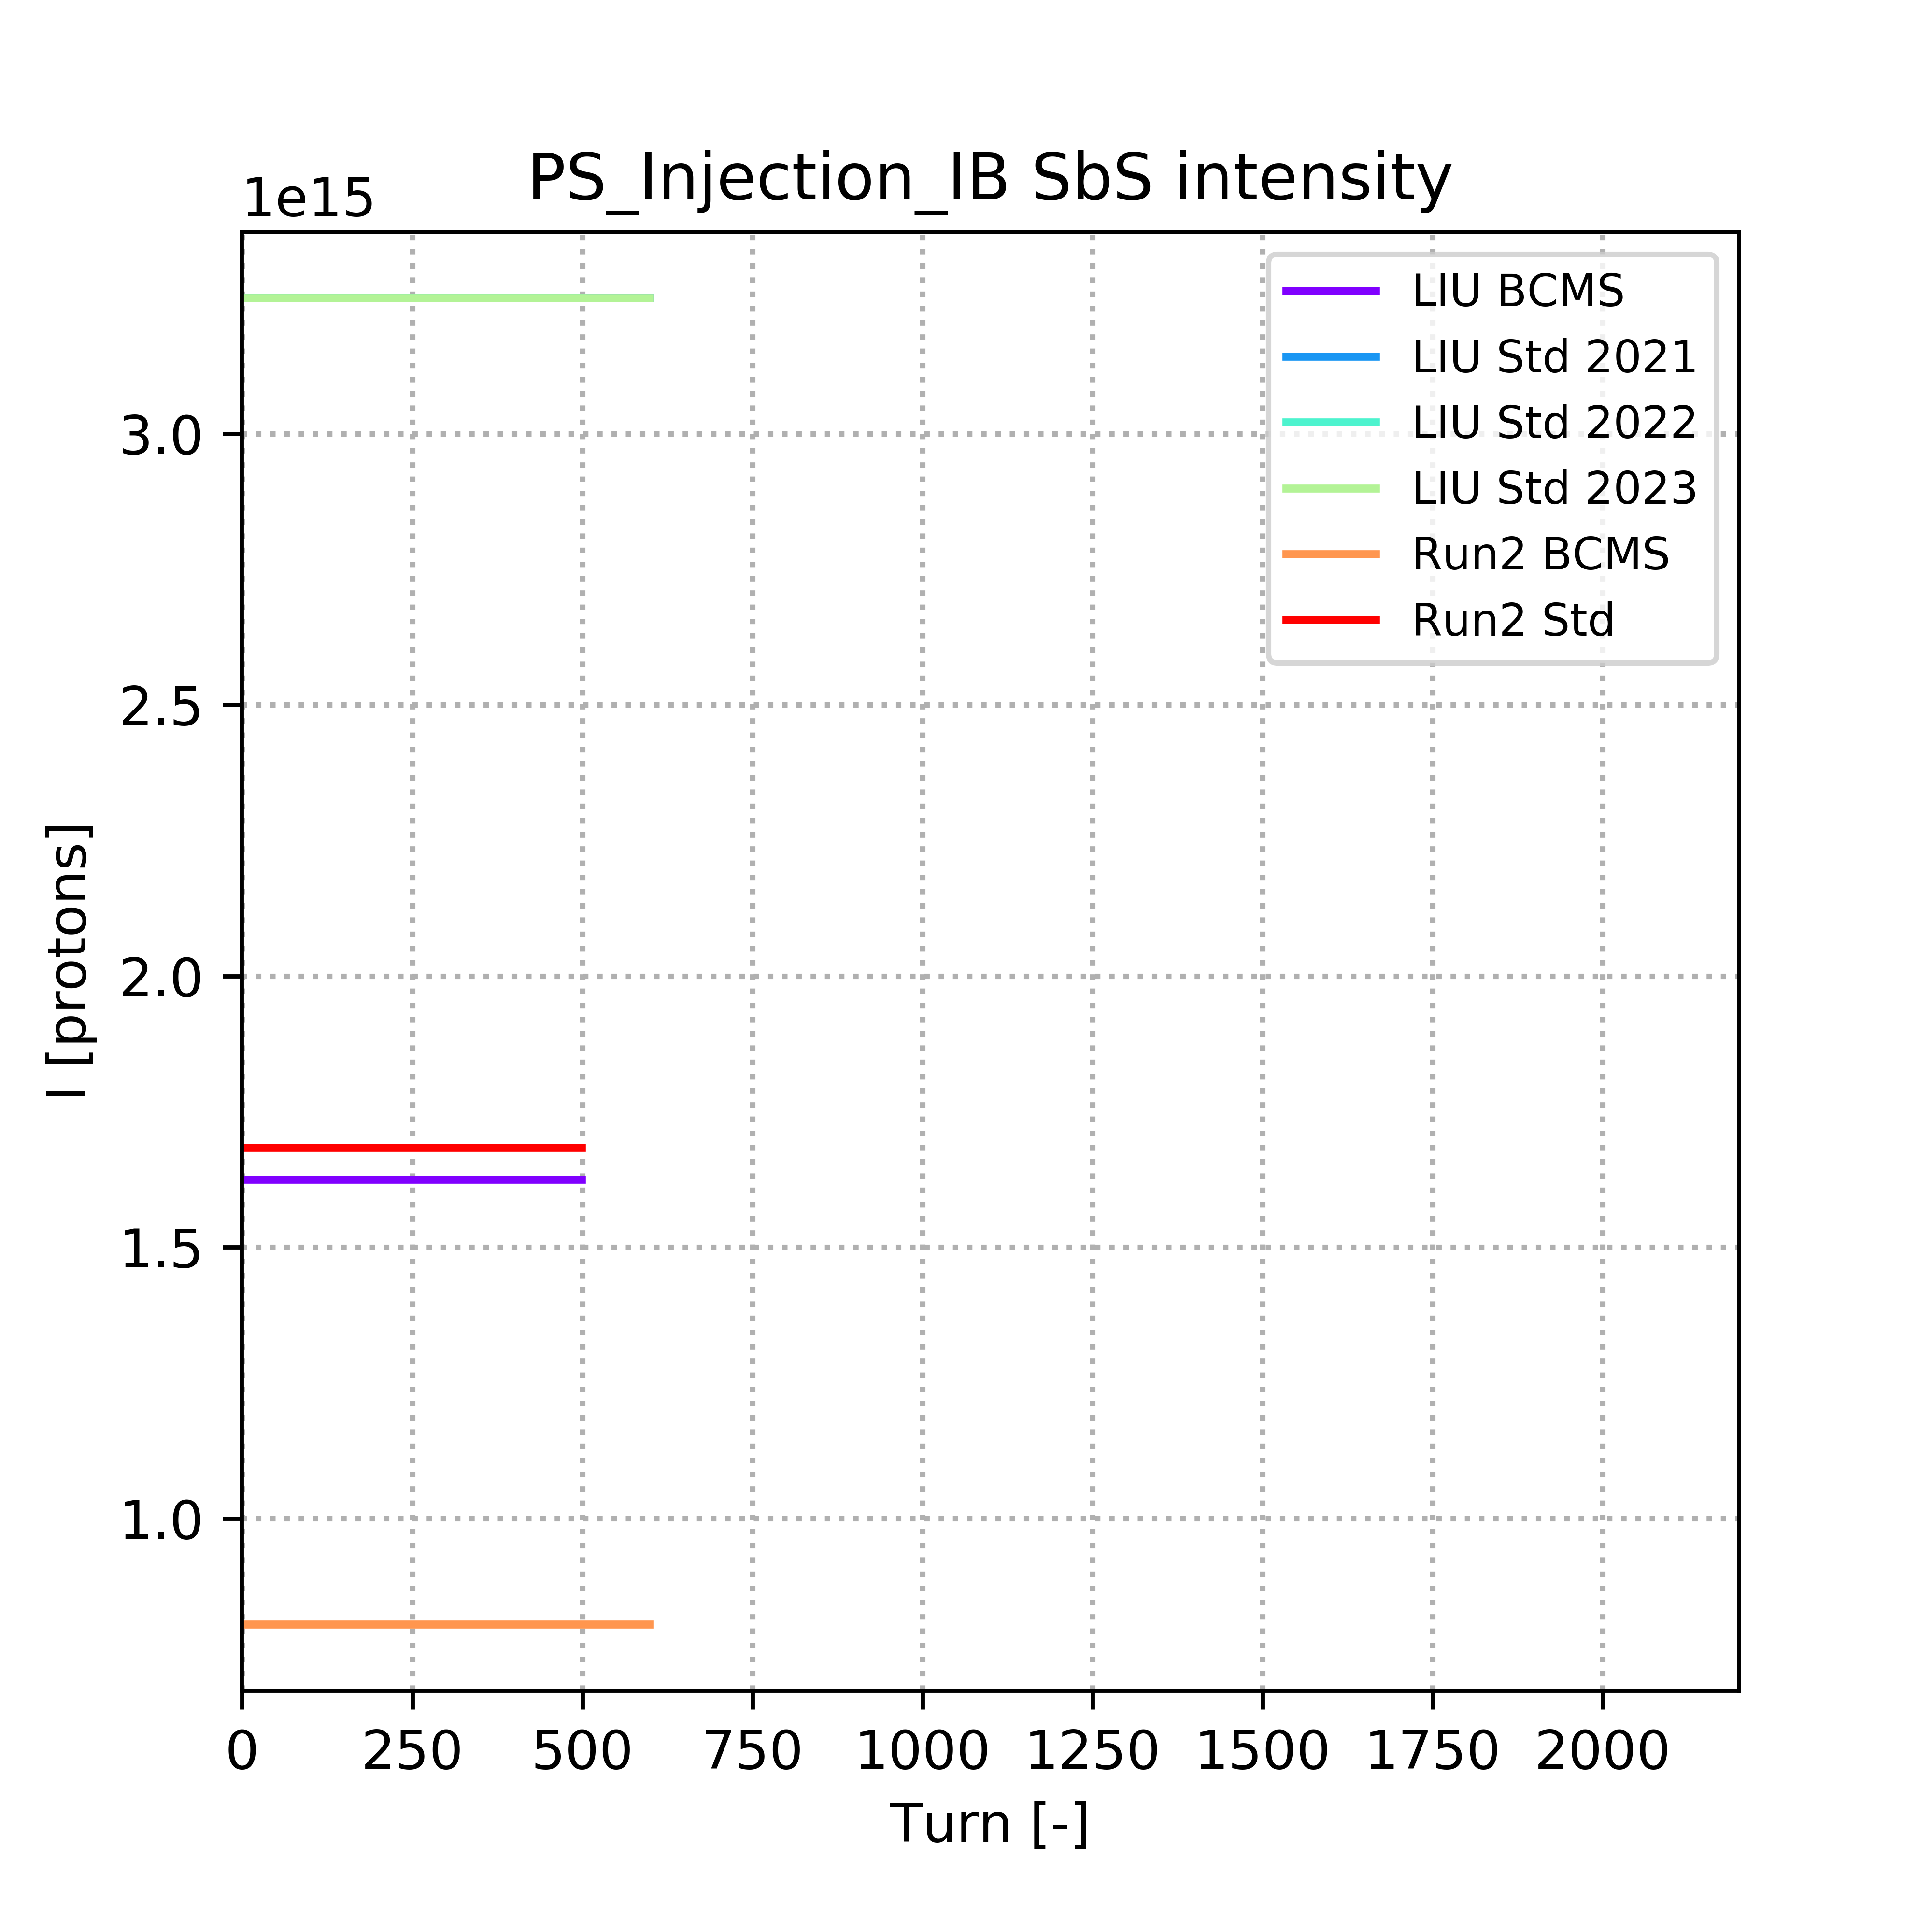 PS_Injection_IB SbS intensity
1e15
LIU BCMS
LIU Std 2021
LIU Std 2022
LIU Std 2023
Run2 BCMS
Run2 Std
3.0
2.5
2.0
1.5
1.0
I [protons]
0 250 500 750 1000 1250 1500 1750 2000
Turn [-]